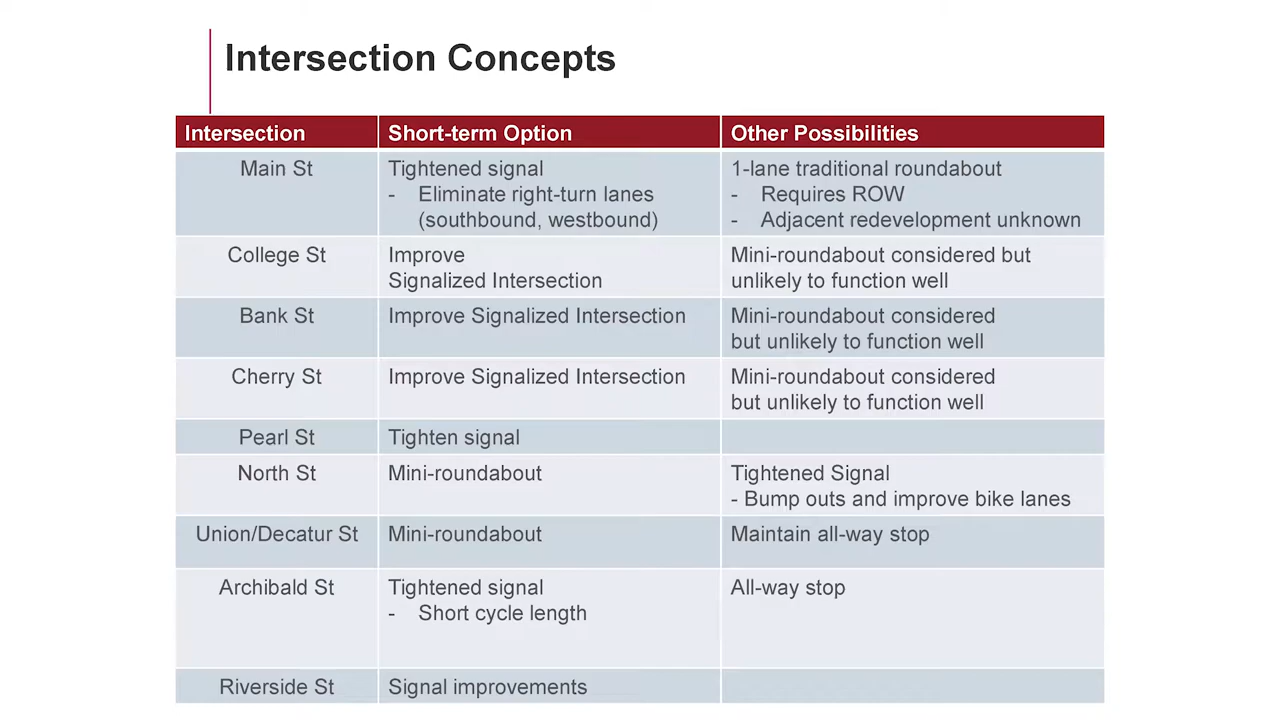 Intersection Concepts
Intersection Short-term Option Other Possibilities
Main St Tightened signal 1-lane traditional roundabout
- Eliminate right-turn lanes - Requires ROW
(southbound, westbound) - Adjacent redevelopment unknown
College St Improve Mini-roundabout considered but
Signalized Intersection unlikely to function well
Bank St Improve Signalized Intersection Mini-roundabout considered
but unlikely to function well
Cherry St Improve Signalized Intersection Mini-roundabout considered
but unlikely to function well
Pearl St Tighten signal
North St Mini-roundabout Tightened Signal
- Bump outs and improve bike lanes
Union/Decatur St Mini-roundabout Maintain all-way stop
Archibald St Tightened signal All-way stop
- Short cycle length
Riverside St Signal improvements